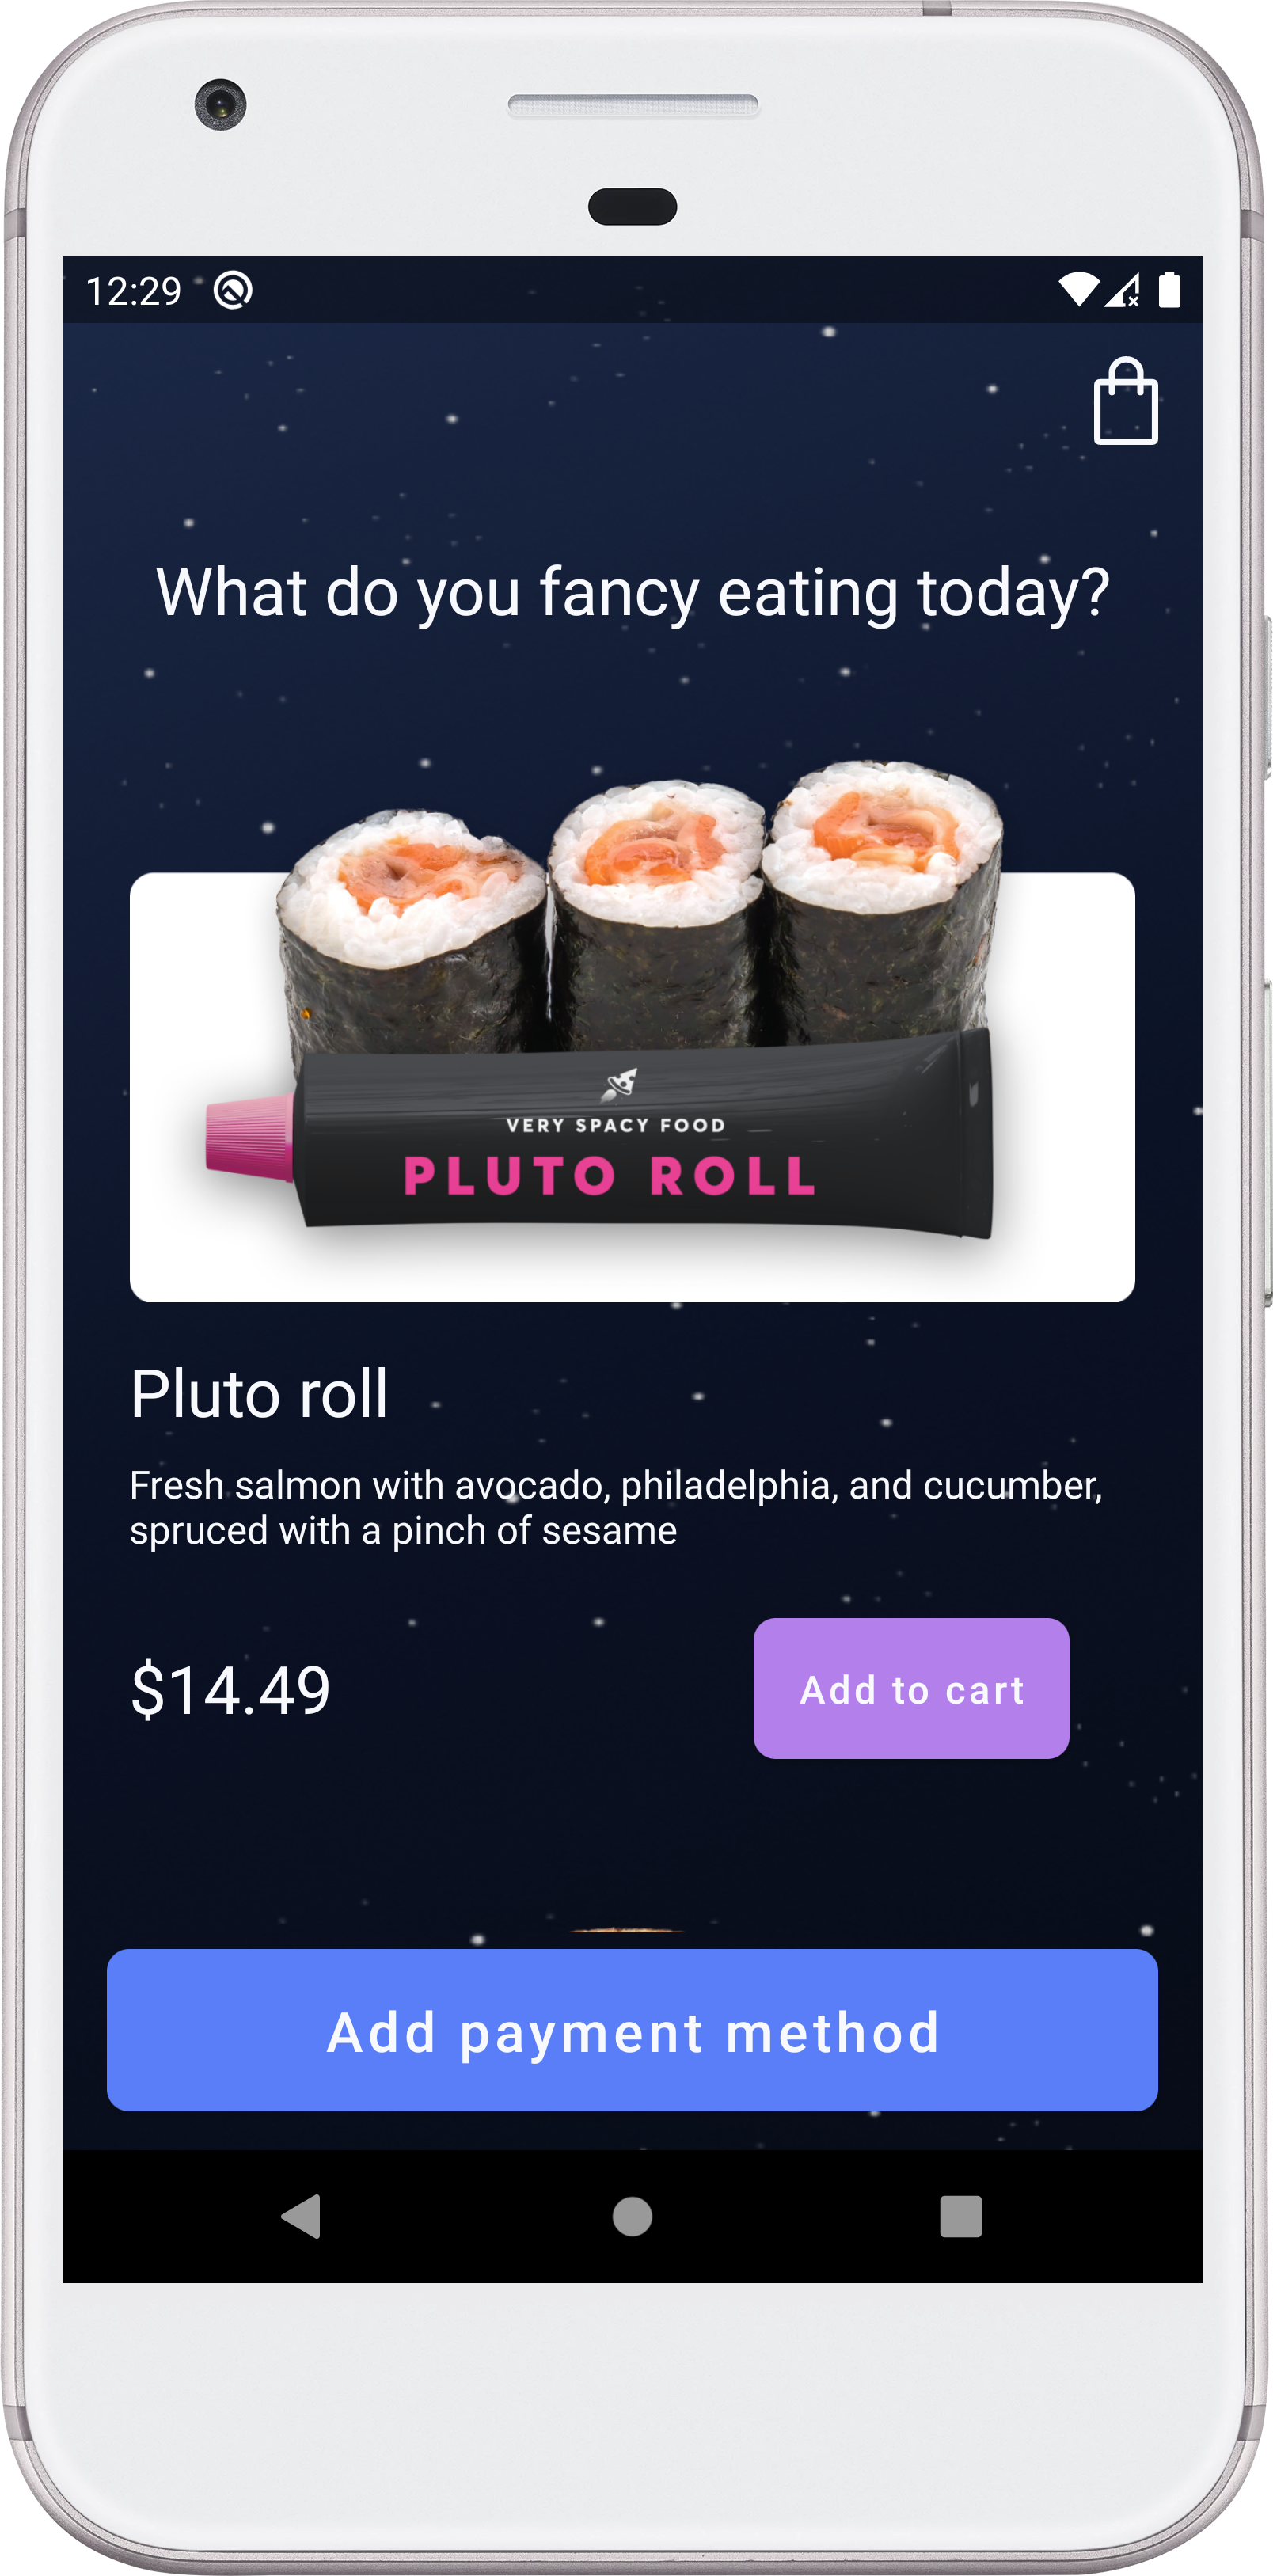 12:29
What do you fancy eating today?
VERY SPACY FOOD
PLUTO ROLL
Pluto roll
Fresh salmon with avocado, philadelphia, and cucumber,
spruced with a pinch of sesame
$14.49
Add to cart
Add payment method